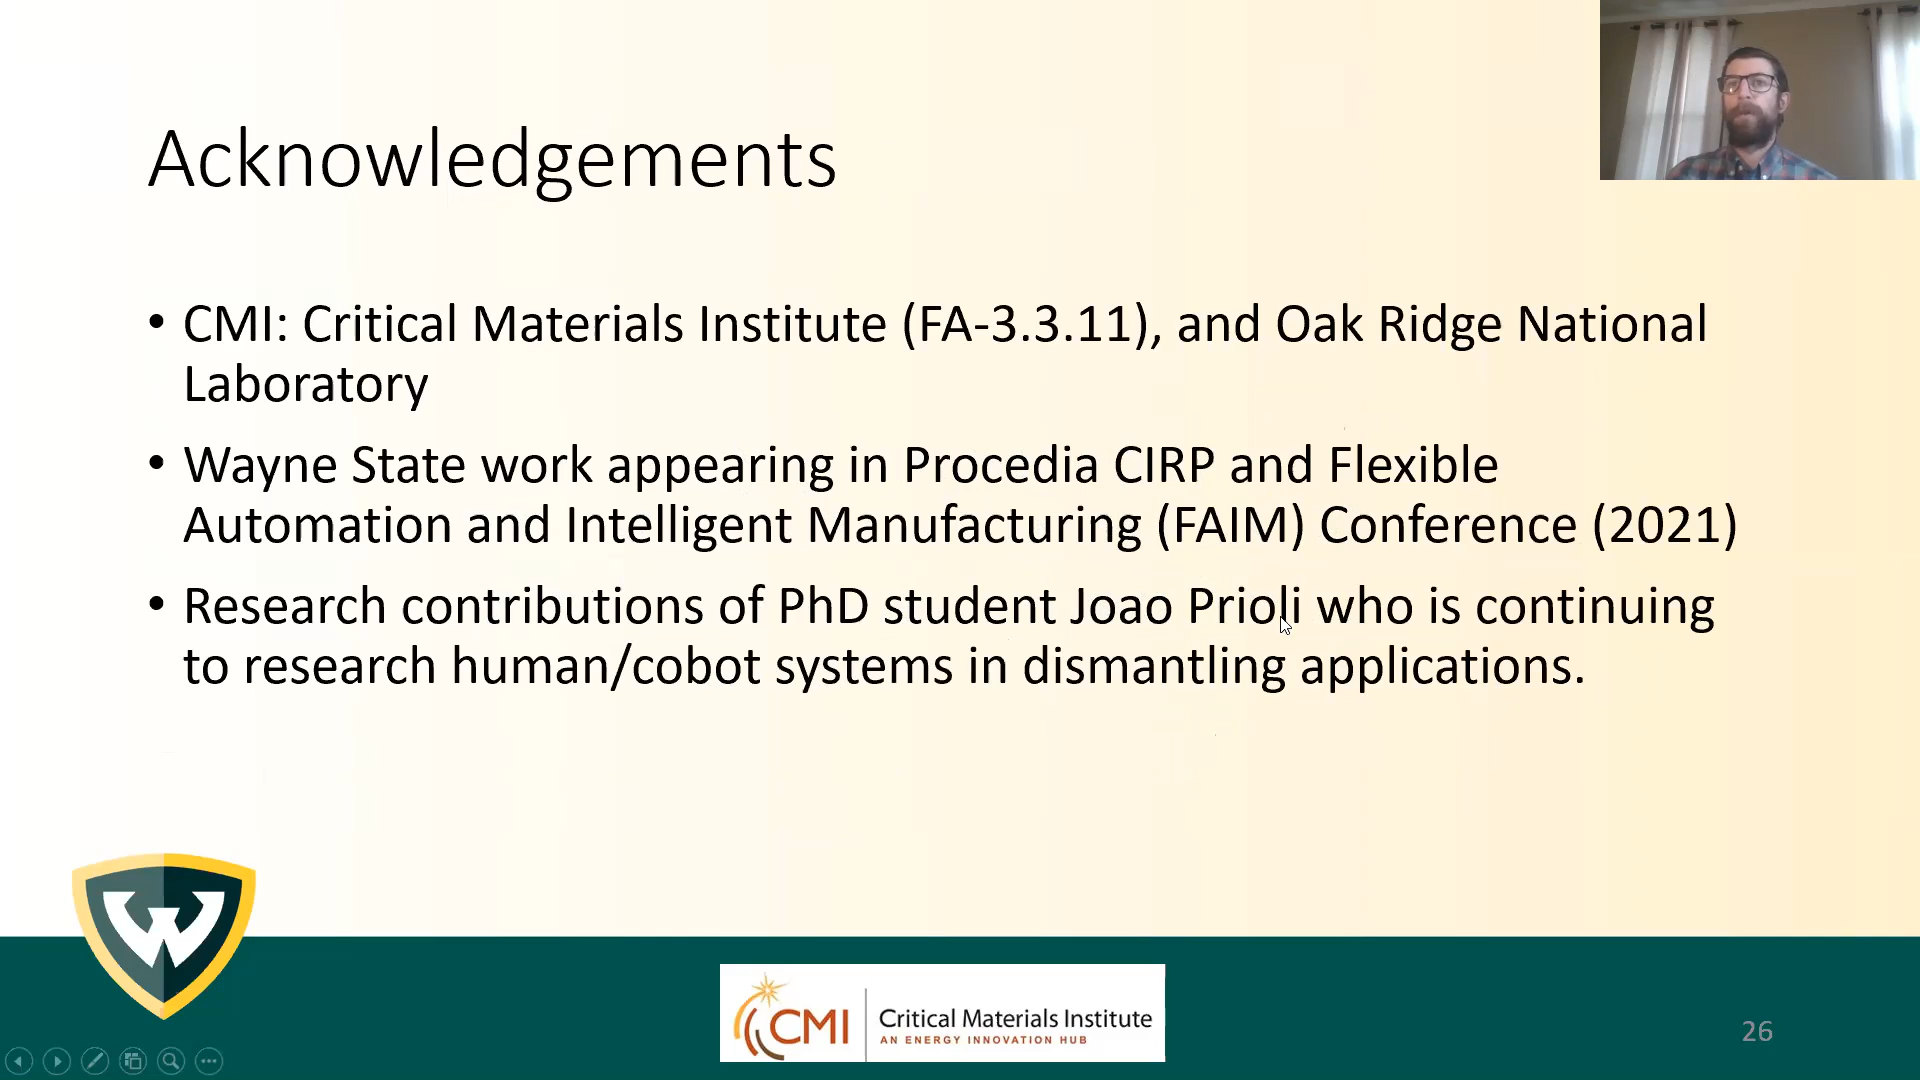 Acknowledgements
• CMI: Critical Materials Institute (FA-3.3.11), and Oak Ridge National
Laboratory
• Wayne State work appearing in Procedia CIRP and Flexible
Automation and Intelligent Manufacturing (FAIM) Conference (2021)
• Research contributions of PhD student Joao Prioli who is continuing
to research human/cobot systems in dismantling applications.
W
CMI
Critical Materials Institute
AN ENERGY INNOVATION HUB
26